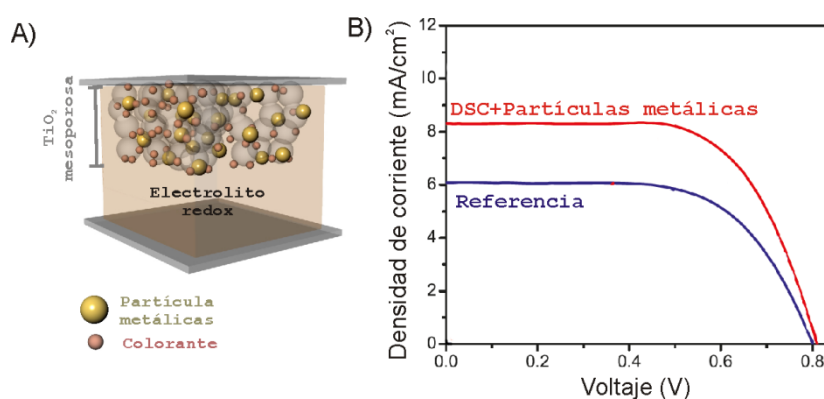 A)
TiO2
mesoporosa
Electrolito
redox
Partícula
metálicas
Colorante
B)
Densidad de corriente (mA/cm²)
12
10
8
6
4
2
0
DSC+Partículas metálicas
Referencia
0.0
0.2
0.4
0.6
0.8
Voltaje (V)